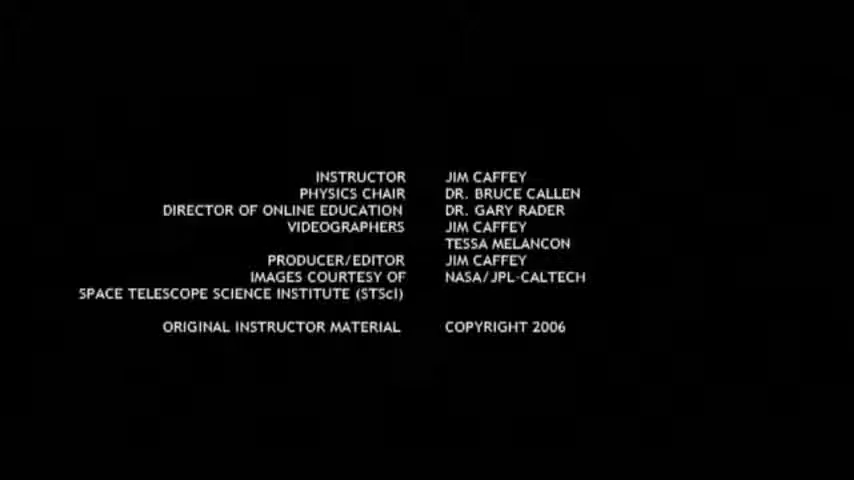 INSTRUCTOR JIM CAFFEY
PHYSICS CHAIR DR. BRUCE CALLEN
DIRECTOR OF ONLINE EDUCATION DR. GARY RADER
VIDEOGRAPHERS JIM CAFFEY
TESSA MELANCON
PRODUCER/EDITOR JIM CAFFEY
IMAGES COURTESY OF NASA/JPL-CALTECH
SPACE TELESCOPE SCIENCE INSTITUTE (STScI)
ORIGINAL INSTRUCTOR MATERIAL COPYRIGHT 2006